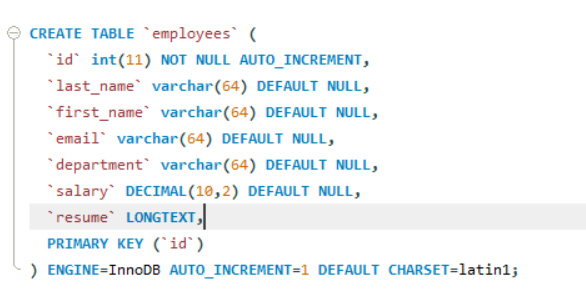 CREATE TABLE `employees` (
`id` int(11) NOT NULL AUTO_INCREMENT,
`last_name` varchar(64) DEFAULT NULL,
`first_name` varchar(64) DEFAULT NULL,
`email` varchar(64) DEFAULT NULL,
`department` varchar(64) DEFAULT NULL,
`salary` DECIMAL(10,2) DEFAULT NULL,
`resume` LONGTEXT,
PRIMARY KEY (`id`)
) ENGINE=InnoDB AUTO_INCREMENT=1 DEFAULT CHARSET=latin1;